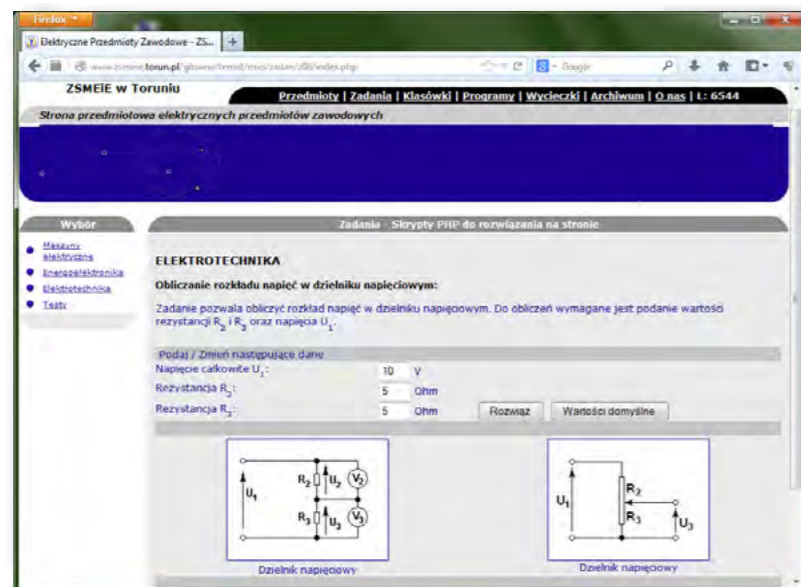 Firefox
Elektryczne Przedmioty Zawodowe - ZS...
Google
ZSMEiE w Toruniu
Przedmioty | Zadania | Klasówki | Programy | Wycieczki | Archiwum | O nas | L: 6544
Strona przedmiotowa elektrycznych przedmiotów zawodowych
Wybór
Zadania - Skrypty PHP do rozwiązania na stronie
Maszyny elektryczne
Energoelektronika
Elektrotechnika
Testy
ELEKTROTECHNIKA
Obliczanie rozkładu napięć w dzielniku napięciowym:
Zadanie pozwala obliczyć rozkład napięć w dzielniku napięciowym. Do obliczeń wymagane jest podanie wartości
rezystancji R2 i R3 oraz napięcia U1.
Podaj / Zmień następujące dane
Napięcie całkowite U1: 10 V
Rezystancja R2: 5 Ohm
Rezystancja R3: 5 Ohm Rozwiąz Wartości domyślne
U1 R2 U2 V2
R3 U3 V3
Dzielnik napięciowy
U1 R2
R3 U3
Dzielnik napięciowy